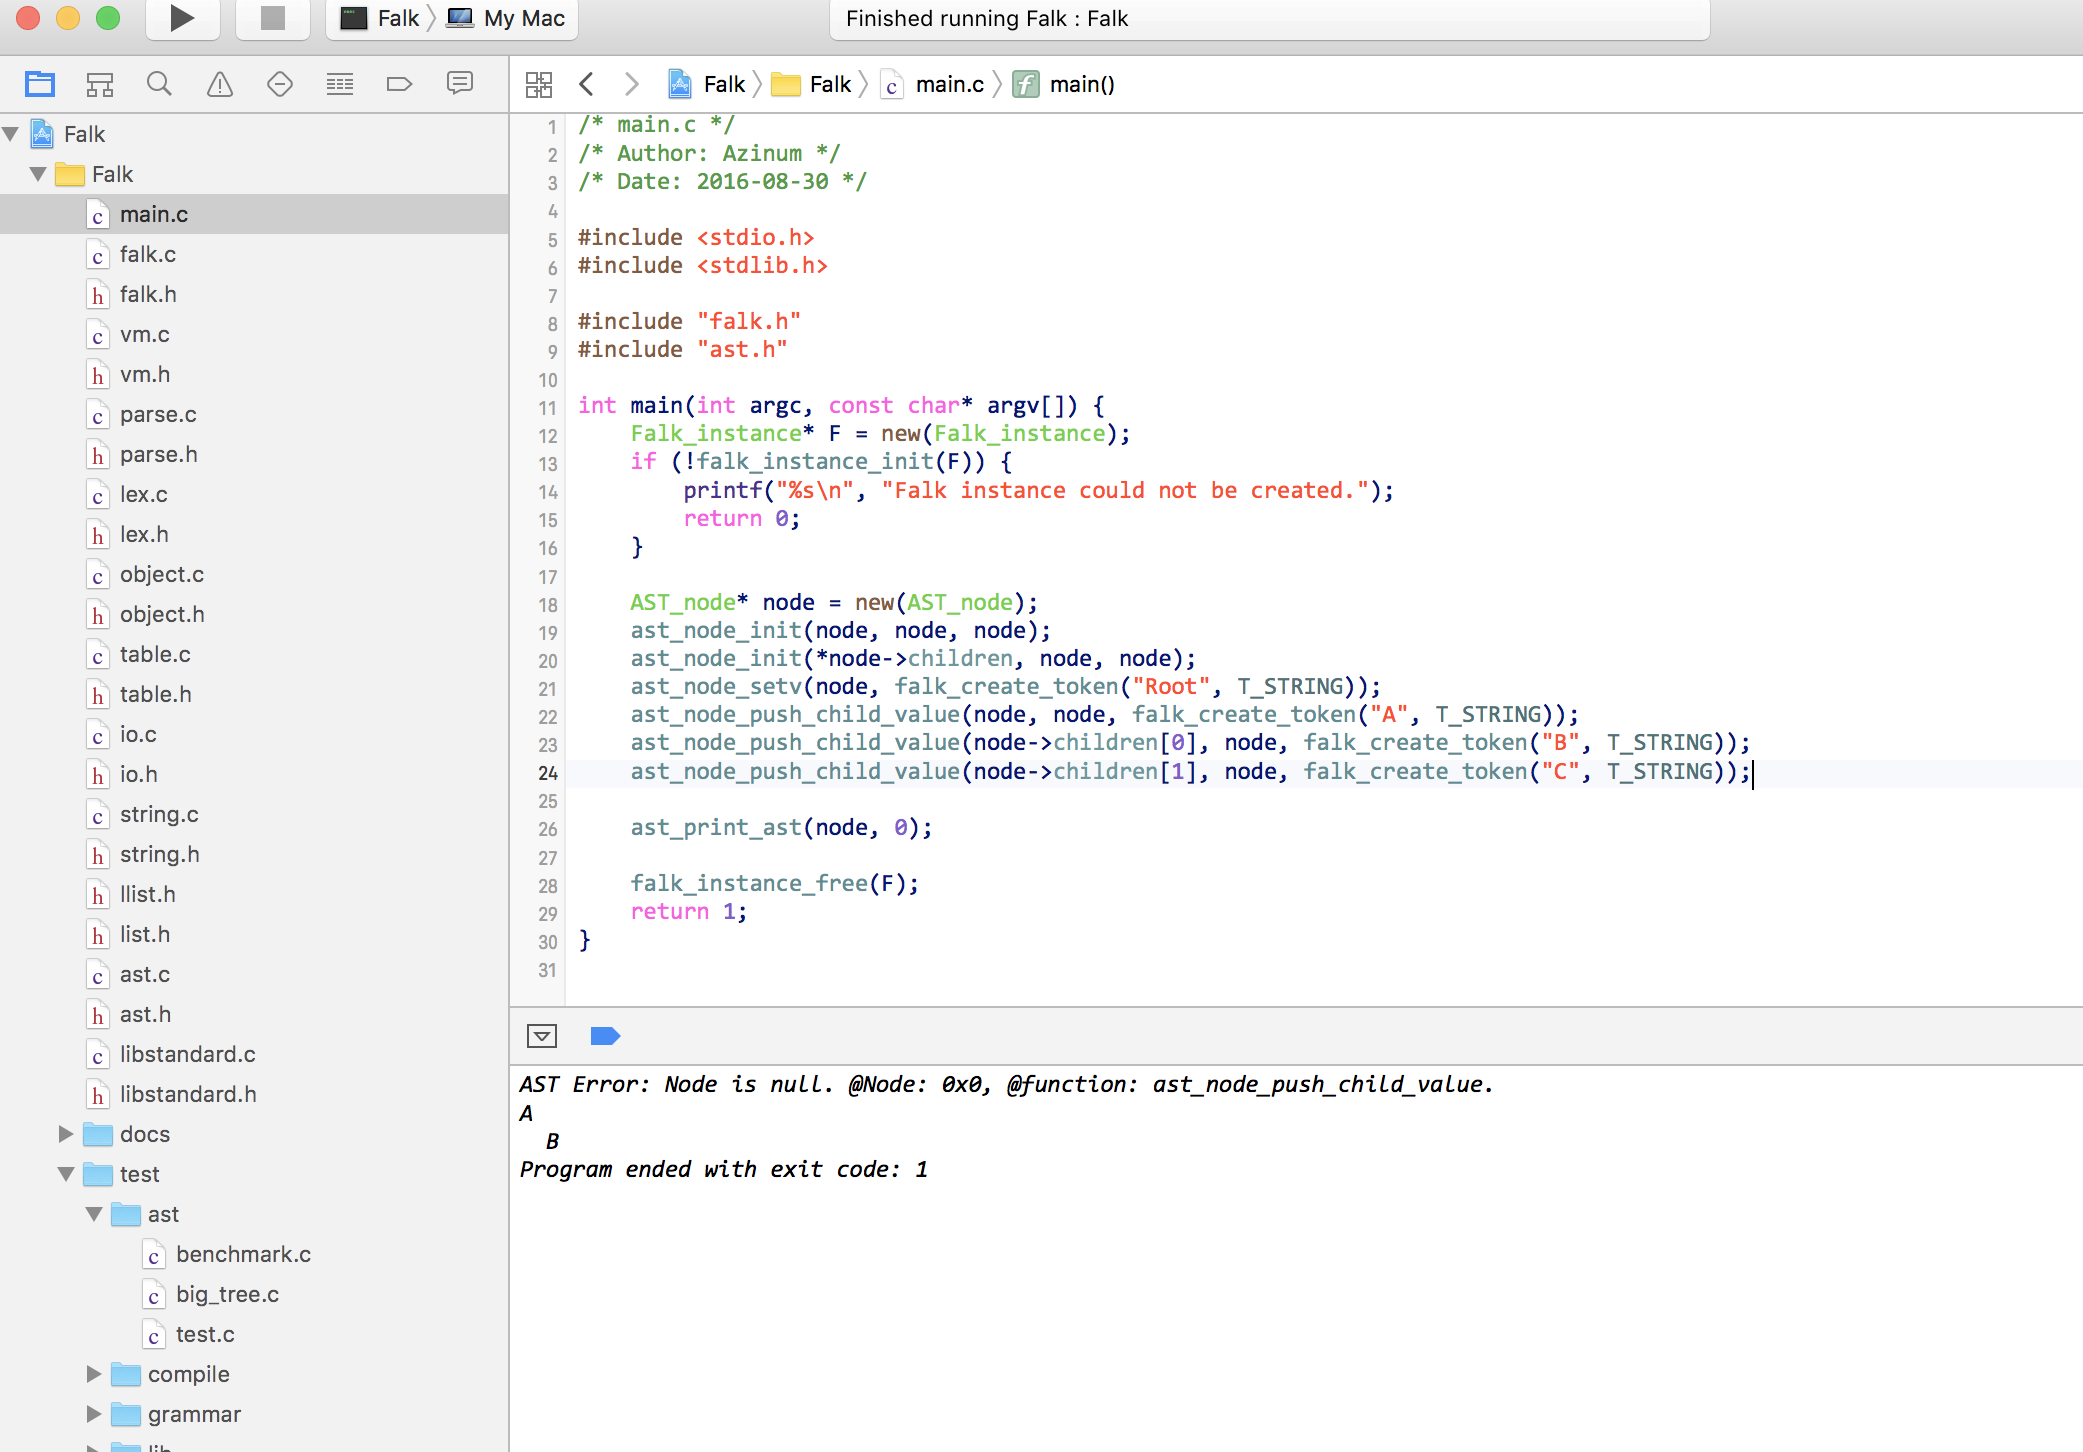 Falk My Mac
Finished running Falk : Falk
Falk Falk main.c main()
Falk
Falk
main.c
falk.c
falk.h
vm.c
vm.h
parse.c
parse.h
lex.c
lex.h
object.c
object.h
table.c
table.h
io.c
io.h
string.c
string.h
llist.h
list.h
ast.c
ast.h
libstandard.c
libstandard.h
docs
test
ast
benchmark.c
big_tree.c
test.c
compile
grammar
lib
1 /* main.c */
2 /* Author: Azinum */
3 /* Date: 2016-08-30 */
4
5 #include <stdio.h>
6 #include <stdlib.h>
7
8 #include "falk.h"
9 #include "ast.h"
10
11 int main(int argc, const char* argv[]) {
12     Falk_instance* F = new(Falk_instance);
13     if (!falk_instance_init(F)) {
14         printf("%s\n", "Falk instance could not be created.");
15         return 0;
16     }
17
18     AST_node* node = new(AST_node);
19     ast_node_init(node, node, node);
20     ast_node_init(*node->children, node, node);
21     ast_node_setv(node, falk_create_token("Root", T_STRING));
22     ast_node_push_child_value(node, node, falk_create_token("A", T_STRING));
23     ast_node_push_child_value(node->children[0], node, falk_create_token("B", T_STRING));
24     ast_node_push_child_value(node->children[1], node, falk_create_token("C", T_STRING));
25
26     ast_print_ast(node, 0);
27
28     falk_instance_free(F);
29     return 1;
30 }
31
AST Error: Node is null. @Node: 0x0, @function: ast_node_push_child_value.
A
  B
Program ended with exit code: 1